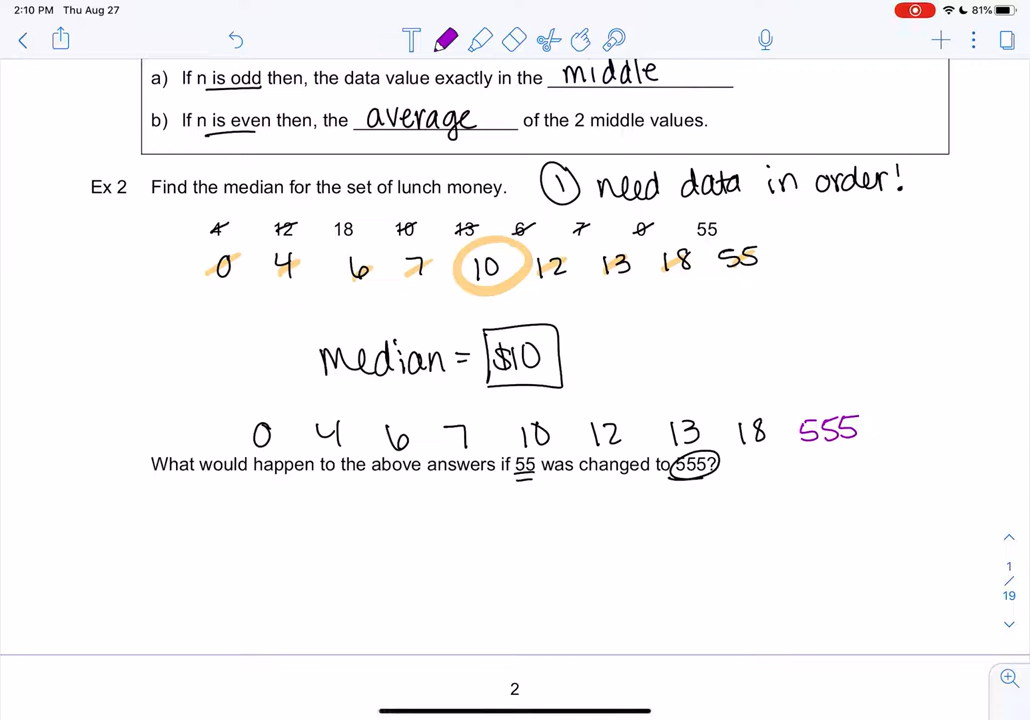 2:10 PM Thu Aug 27 81%
a) If n is odd then, the data value exactly in the middle
b) If n is even then, the average of the 2 middle values.
Ex 2 Find the median for the set of lunch money. 1 need data in order!
4 12 18 10 13 6 7 0 55
0 4 6 7 10 12 13 18 55
median = $10
0 4 6 7 10 12 13 18 555
What would happen to the above answers if 55 was changed to 555?
1
/
19
2